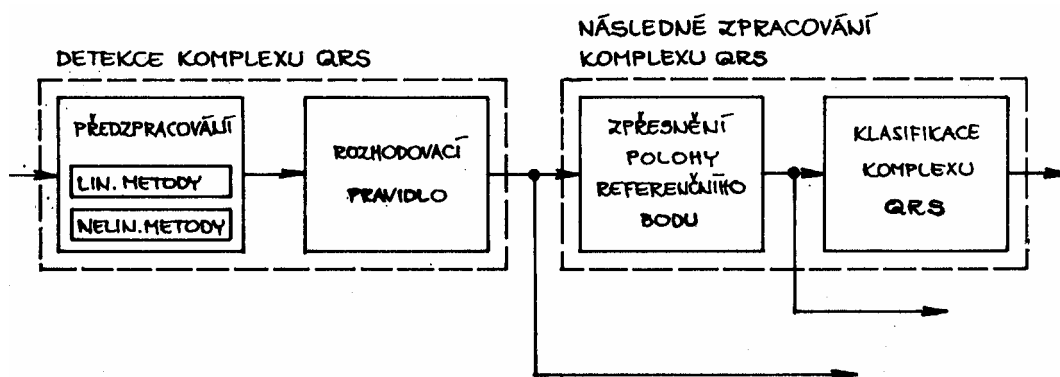 DETEKCE KOMPLEXU QRS
PŘEDZPRACOVÁNÍ
LIN. METODY
NELIN. METODY
ROZHODOVACÍ
PRAVIDLO
NÁSLEDNÉ ZPRACOVÁNÍ
KOMPLEXU QRS
ZPŘESNĚNÍ
POLOHY
REFERENČNÍHO
BODU
KLASIFIKACE
KOMPLEXU
QRS